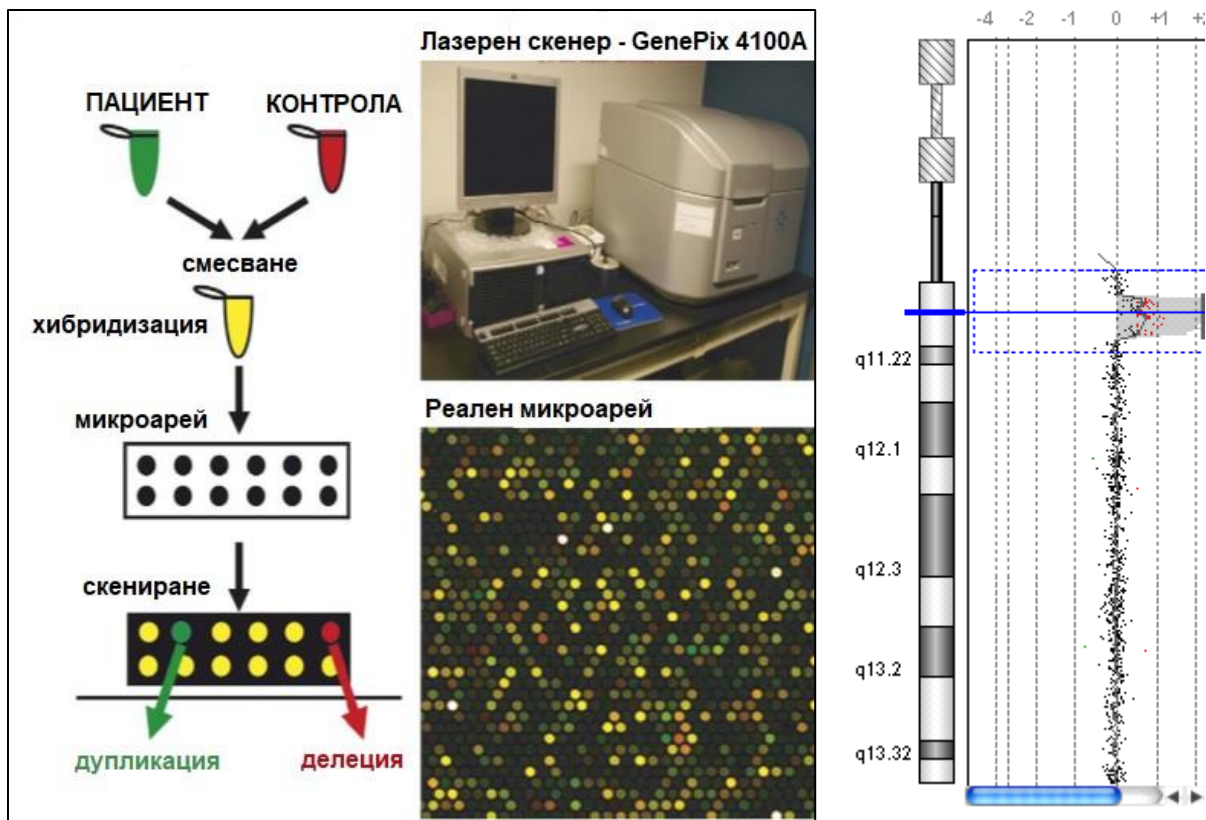 Лазерен скенер - GenePix 4100A
ПАЦИЕНТ
КОНТРОЛА
смесване
хибридизация
микроарей
скениране
дупликация
делеция
Реален микроарей
-4 -2 -1 0 +1 +2
q11.22
q12.1
q12.3
q13.2
q13.32